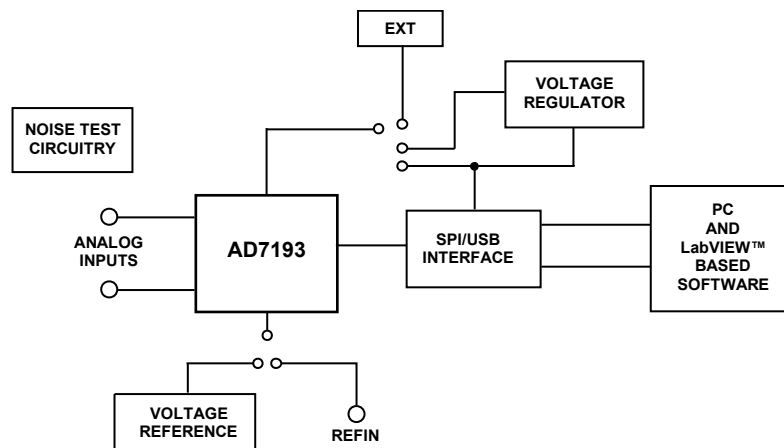 EXT
VOLTAGE
REGULATOR
NOISE TEST
CIRCUITRY
ANALOG
INPUTS
AD7193
SPI/USB
INTERFACE
PC
AND
LabVIEW™
BASED
SOFTWARE
VOLTAGE
REFERENCE
REFIN